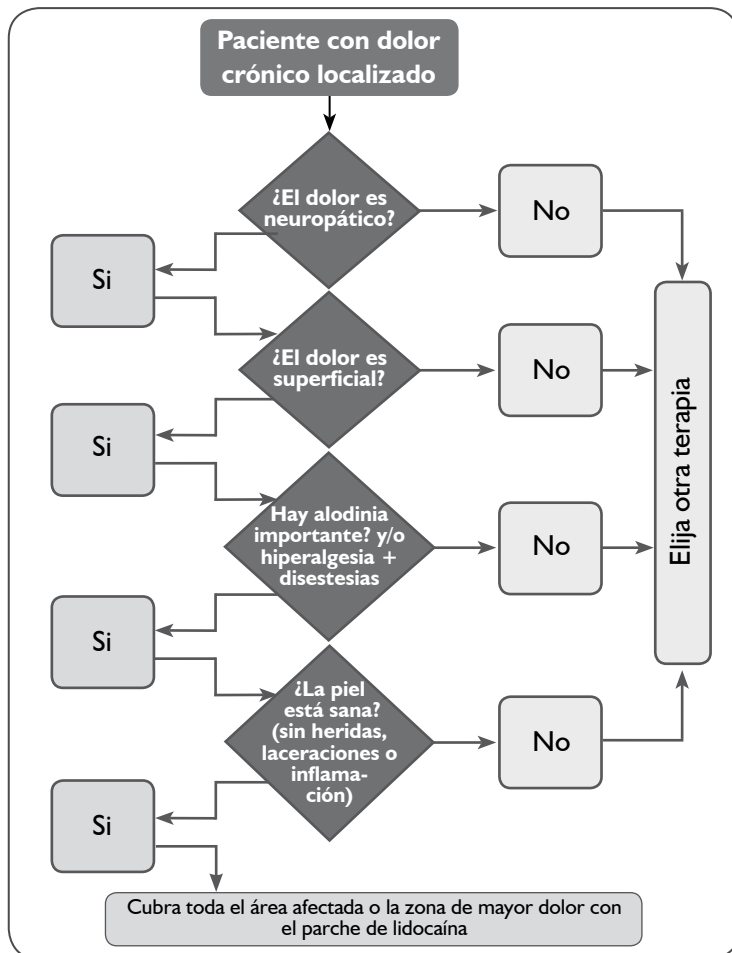 Paciente con dolor
crónico localizado
¿El dolor es
neuropático?
No
Si
¿El dolor es
superficial?
No
Si
Hay alodinia
importante? y/o
hiperalgesia +
disestesias
No
Si
¿La piel
está sana?
(sin heridas,
laceraciones o
inflama-
ción)
No
Si
Elija otra terapia
Cubra toda el área afectada o la zona de mayor dolor con
el parche de lidocaína